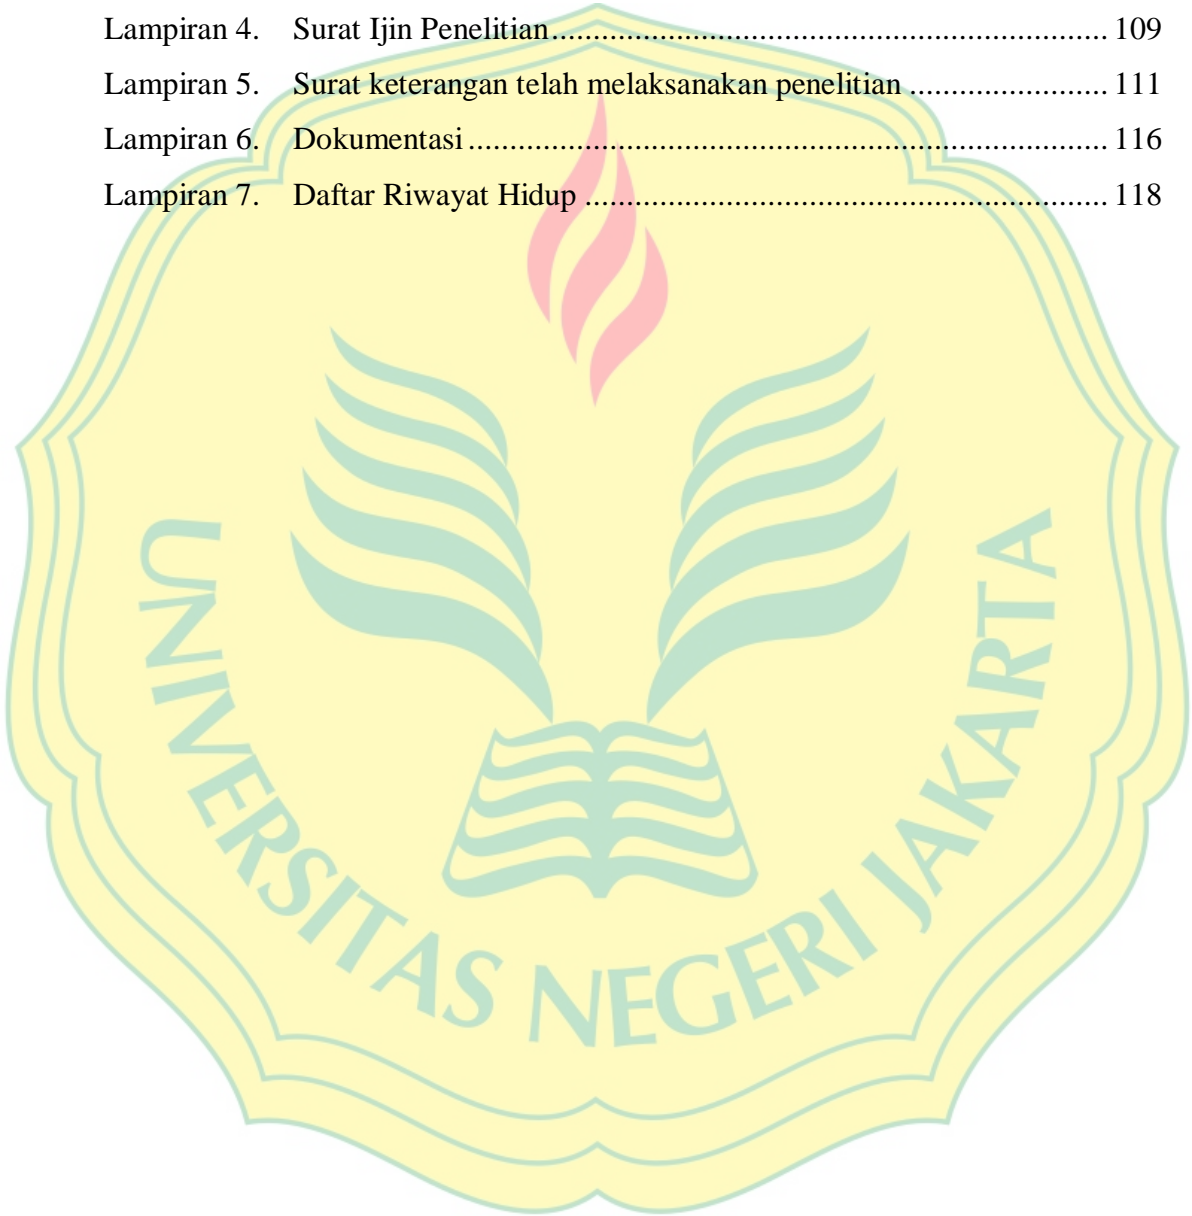 Lampiran 4. Surat Ijin Penelitian.................................................................... 109
Lampiran 5. Surat keterangan telah melaksanakan penelitian ........................ 111
Lampiran 6. Dokumentasi.............................................................................. 116
Lampiran 7. Daftar Riwayat Hidup ................................................................ 118
UNIVERSITAS NEGERI JAKARTA